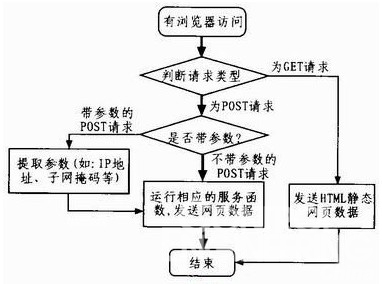 有浏览器访问
判断请求类型
为GET请求
为POST请求
带参数的
POST请求
是否带参数?
不带参数的
POST请求
提取参数(如:IP地
址、子网掩码等)
运行相应的服务函
数,发送网页数据
发送HTML静态
网页数据
结束